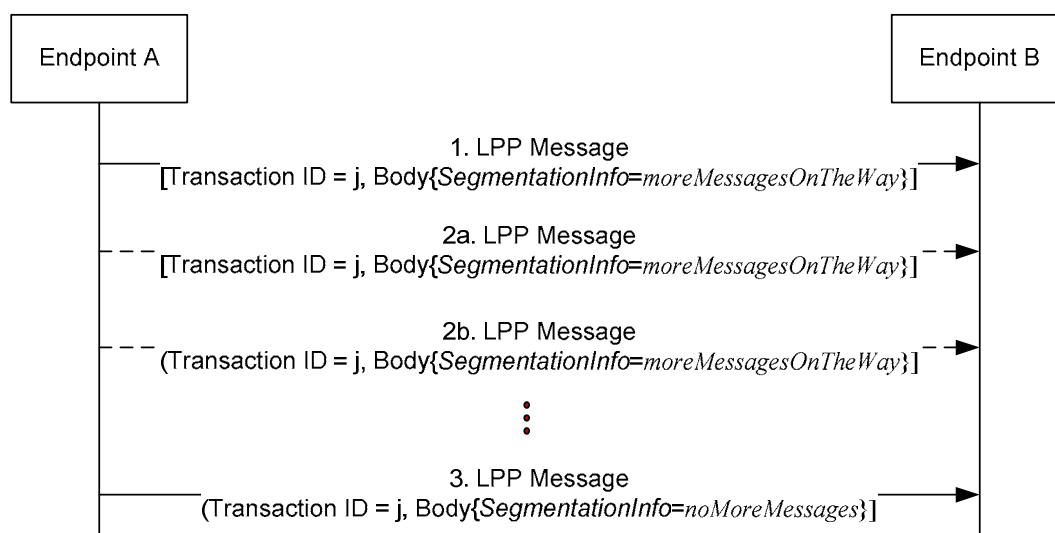 Endpoint A
Endpoint B
1. LPP Message
[Transaction ID = j, Body{SegmentationInfo=moreMessagesOnTheWay}]
2a. LPP Message
[Transaction ID = j, Body{SegmentationInfo=moreMessagesOnTheWay}]
2b. LPP Message
(Transaction ID = j, Body{SegmentationInfo=moreMessagesOnTheWay}]
3. LPP Message
(Transaction ID = j, Body{SegmentationInfo=noMoreMessages}]